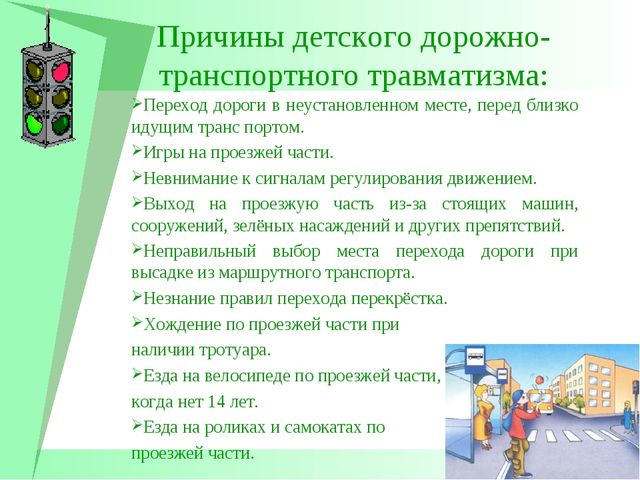 Причины детского дорожно-
транспортного травматизма:
➢Переход дороги в неустановленном месте, перед близко
идущим транс портом.
➢Игры на проезжей части.
➢Невнимание к сигналам регулирования движением.
➢Выход на проезжую часть из-за стоящих машин,
сооружений, зелёных насаждений и других препятствий.
➢Неправильный выбор места перехода дороги при
высадке из маршрутного транспорта.
➢Незнание правил перехода перекрёстка.
➢Хождение по проезжей части при
наличии тротуара.
➢Езда на велосипеде по проезжей части,
когда нет 14 лет.
➢Езда на роликах и самокатах по
проезжей части.